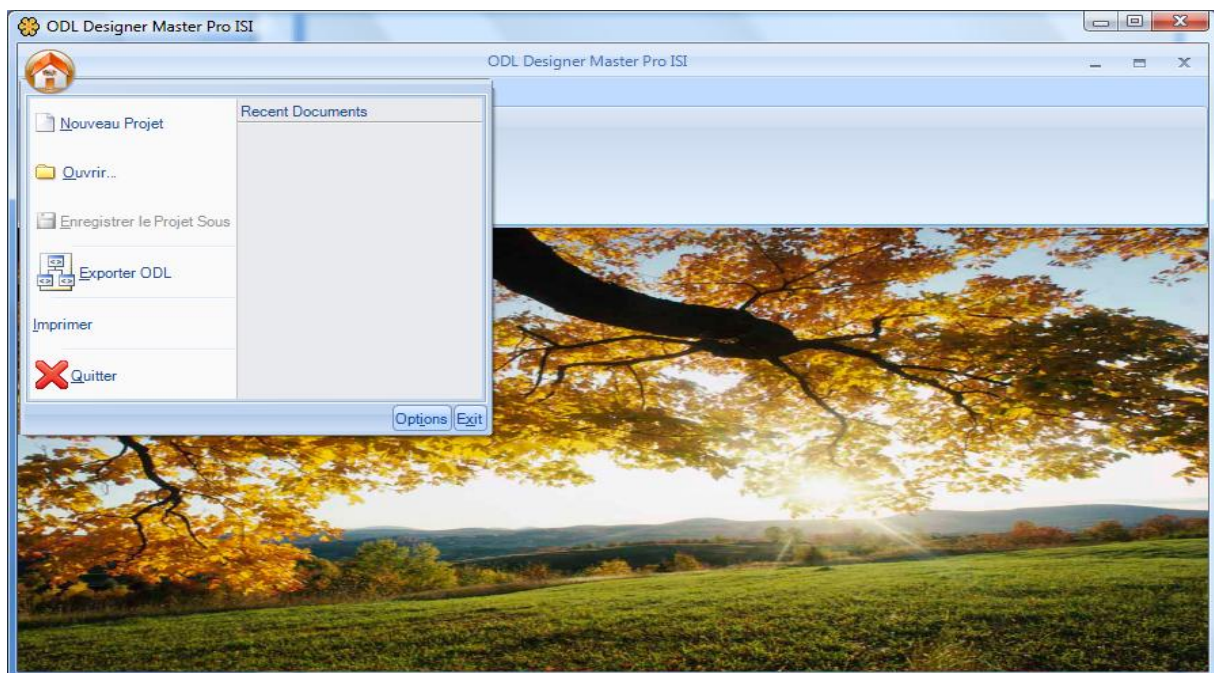 ODL Designer Master Pro ISI
ODL Designer Master Pro ISI
Nouveau Projet
Recent Documents
Ouvrir...
Enregistrer le Projet Sous
Exporter ODL
Imprimer
Quitter
Options Exit